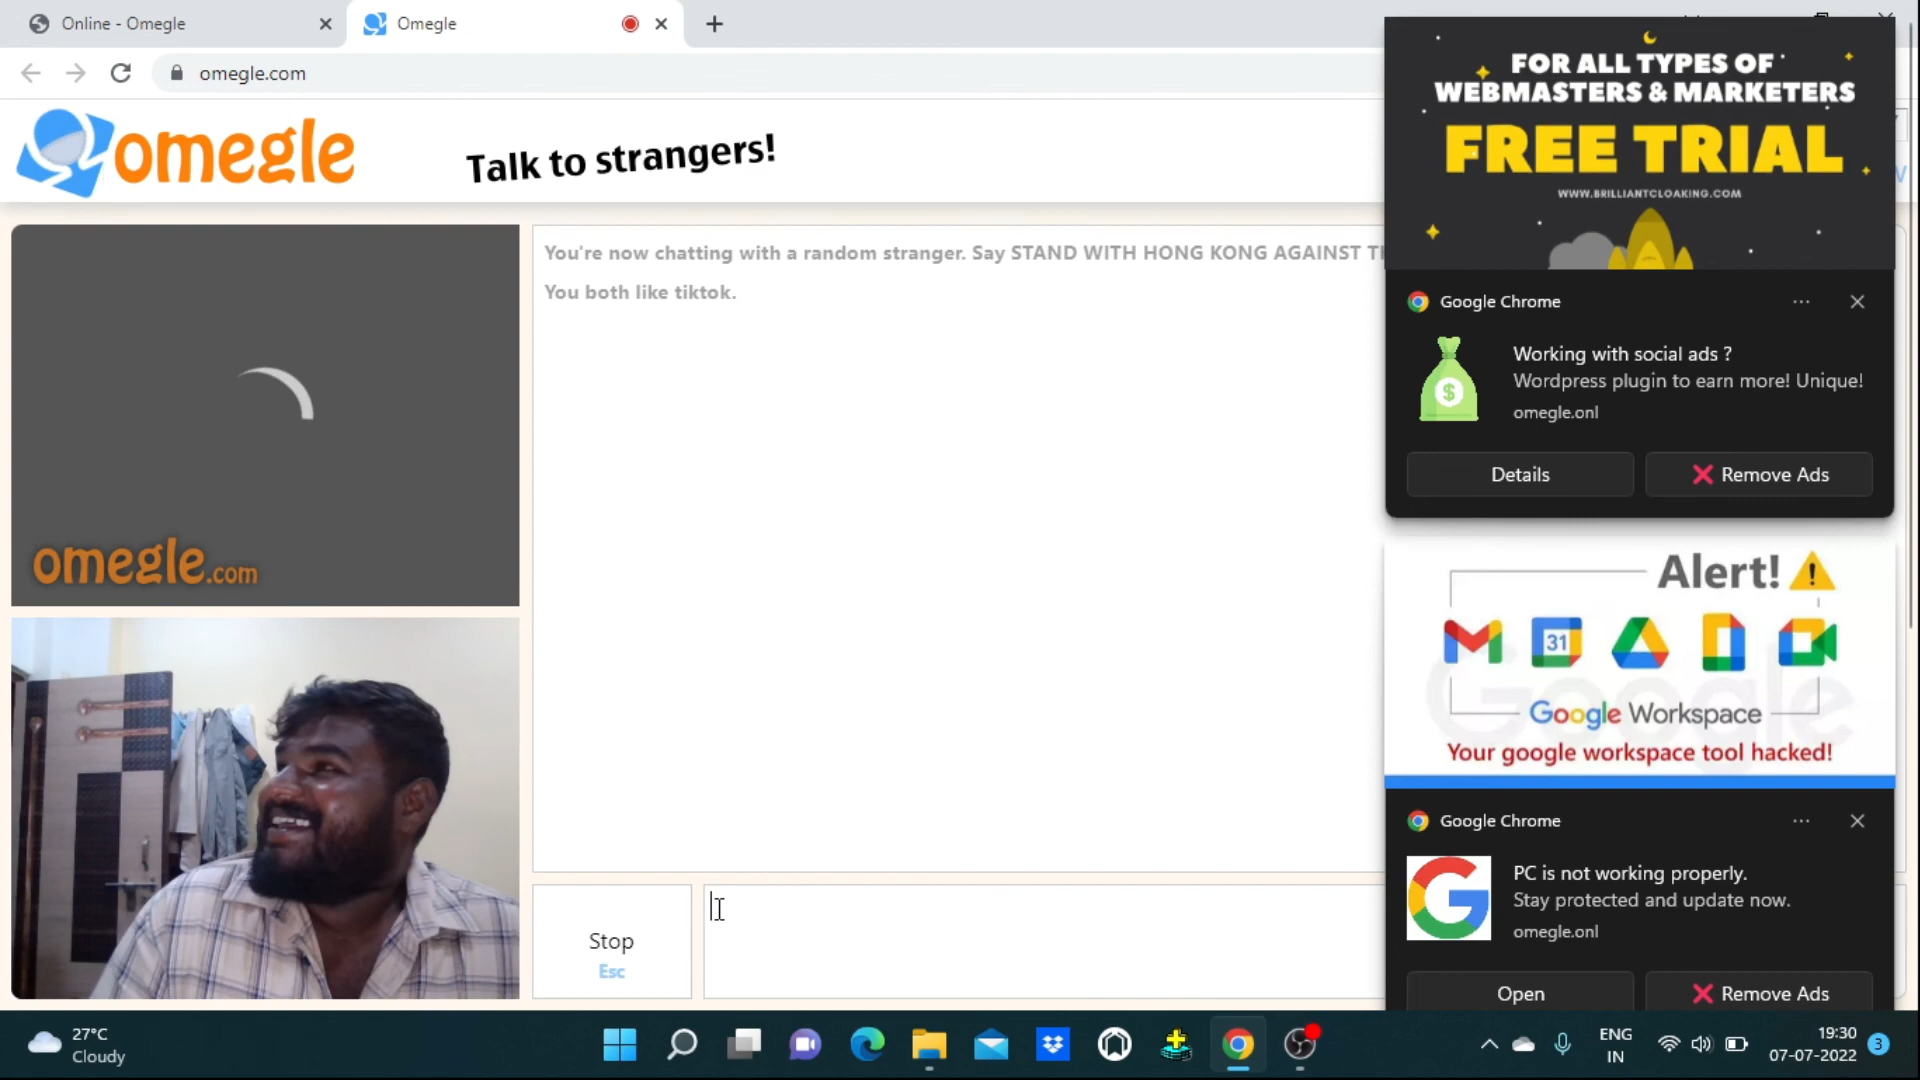 Online - Omegle
Omegle
omegle.com
omegle
Talk to strangers!
You're now chatting with a random stranger. Say STAND WITH HONG KONG AGAINST
You both like tiktok.
omegle.com
Stop
Esc
FOR ALL TYPES OF
WEBMASTERS & MARKETERS
FREE TRIAL
WWW.BRILLIANTCLOAKING.COM
Google Chrome
Working with social ads ?
Wordpress plugin to earn more! Unique!
omegle.onl
Details
Remove Ads
Alert!
31
Google Workspace
Your google workspace tool hacked!
Google Chrome
PC is not working properly.
Stay protected and update now.
omegle.onl
Open
Remove Ads
27°C
Cloudy
ENG
IN
19:30
07-07-2022
3